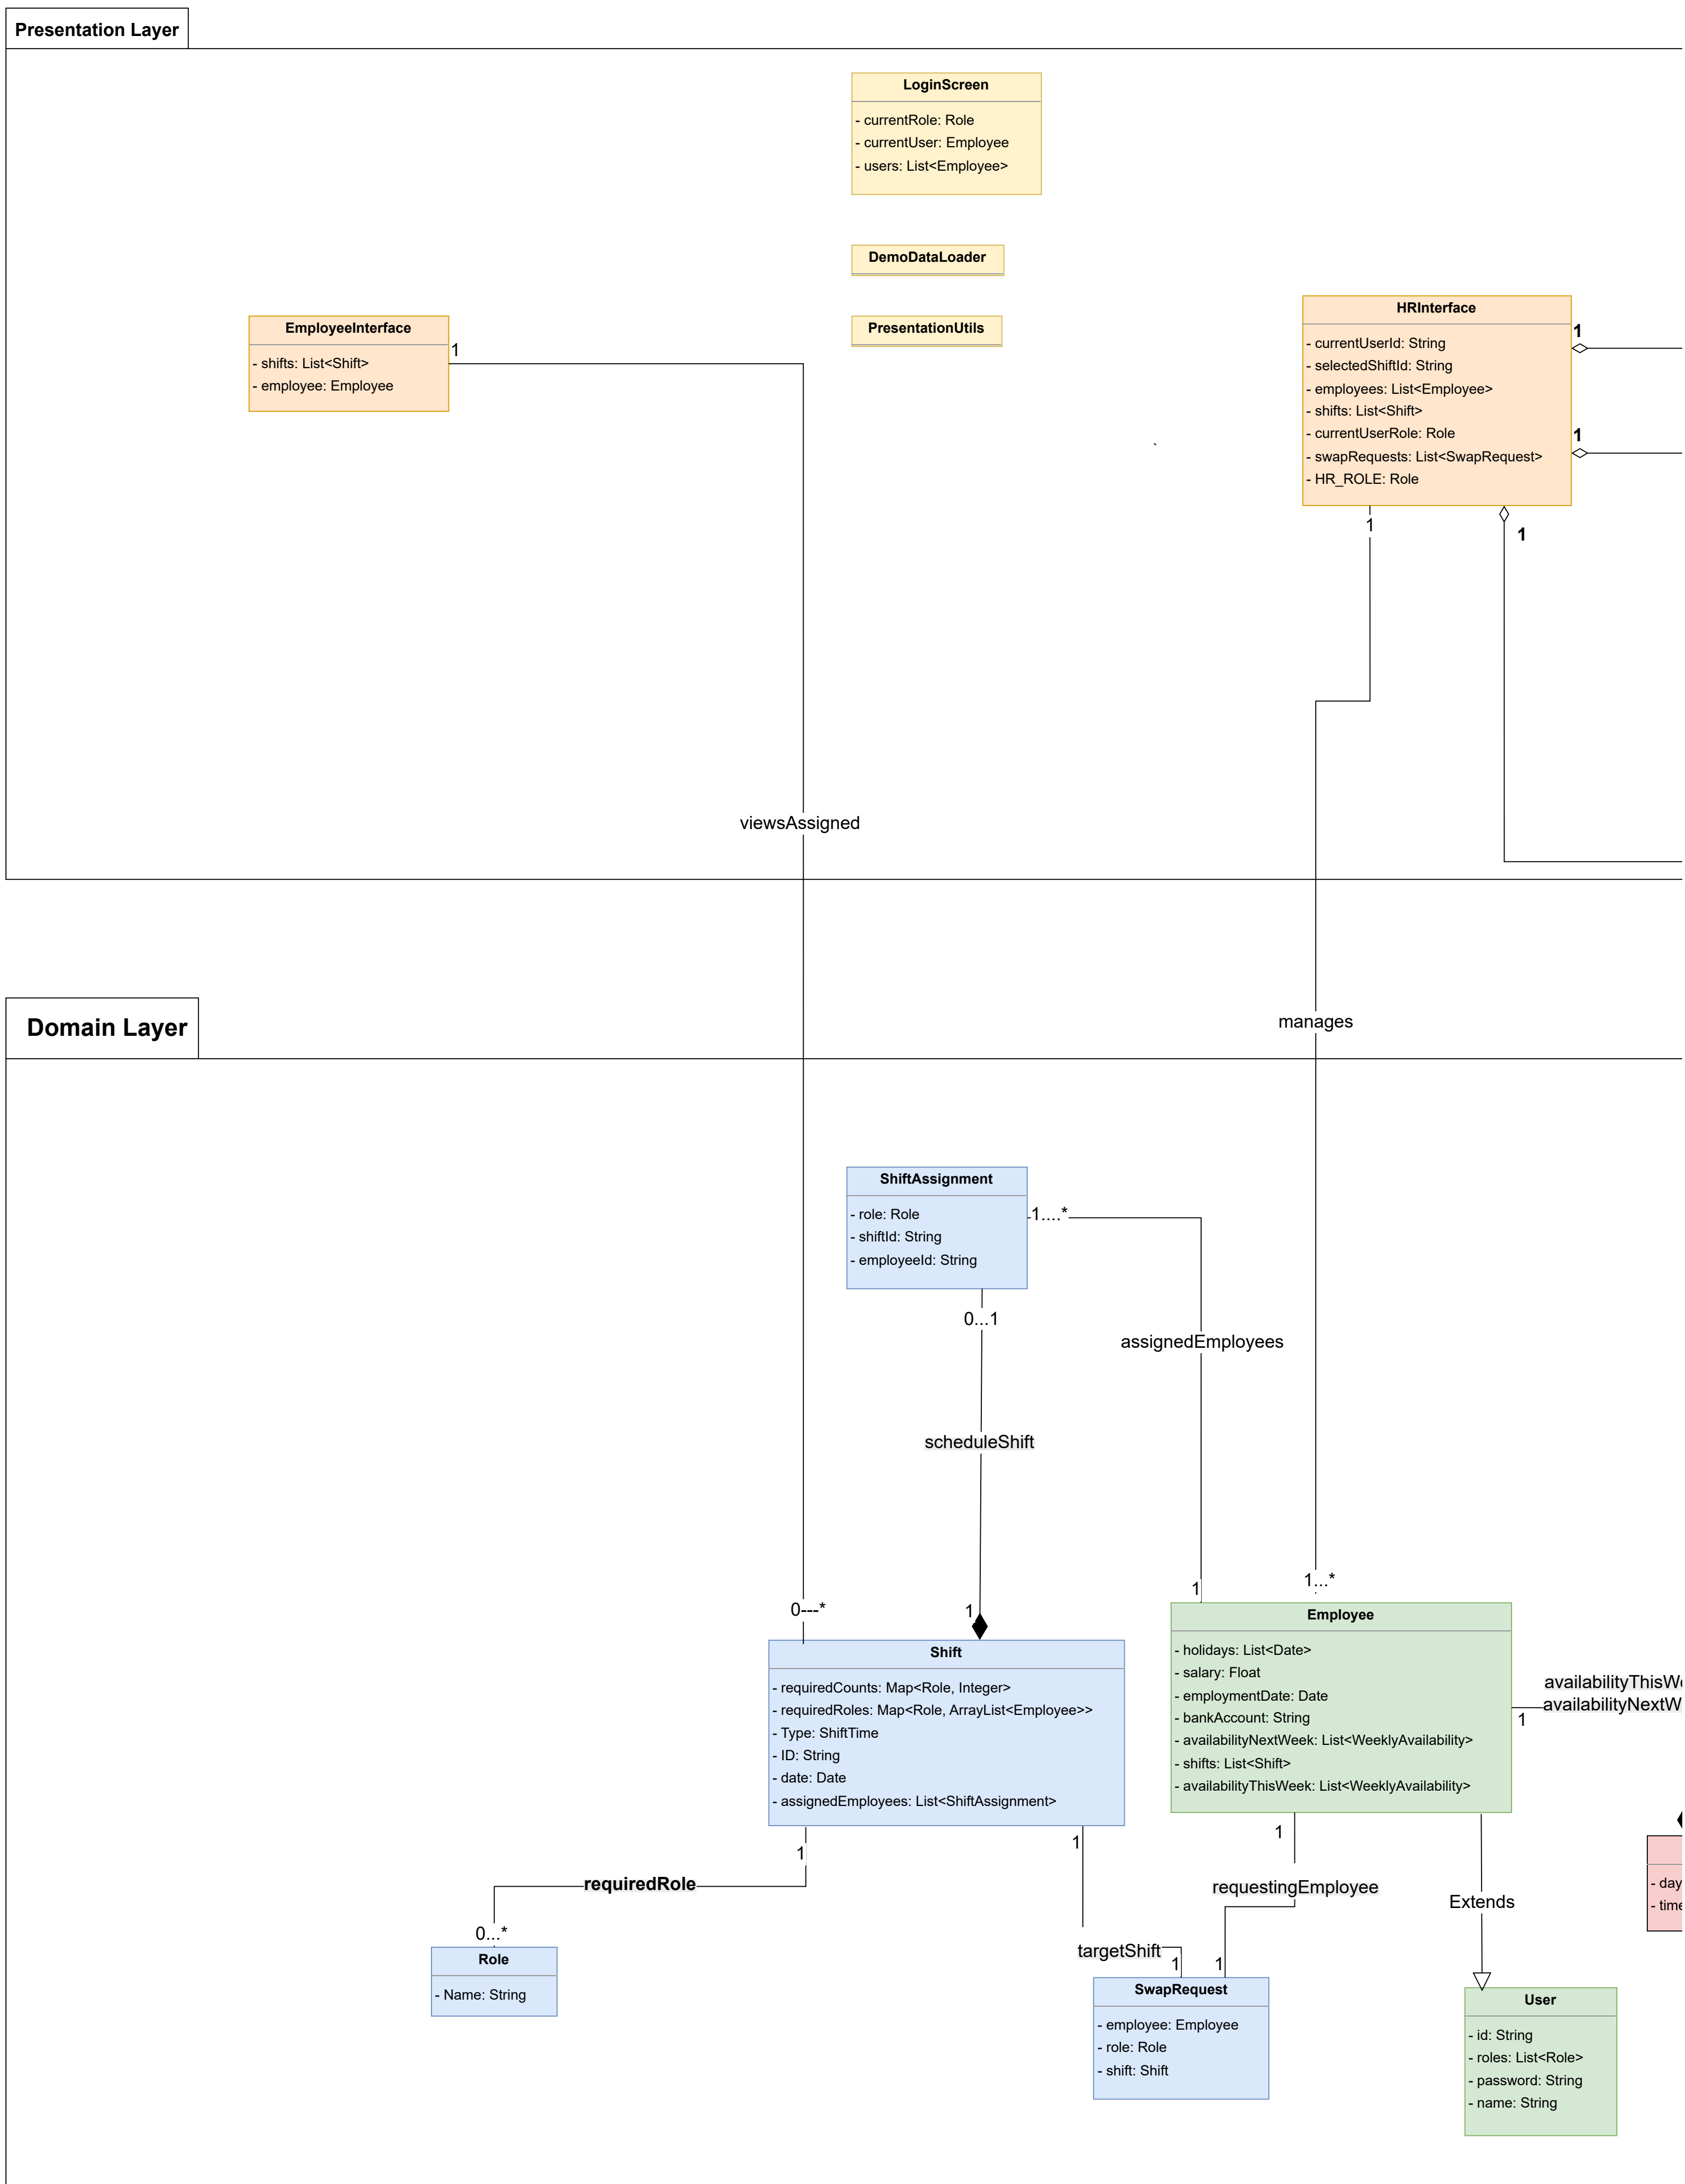 Presentation Layer
LoginScreen
- currentRole: Role
- currentUser: Employee
- users: List<Employee>
DemoDataLoader
PresentationUtils
EmployeeInterface
- shifts: List<Shift>
- employee: Employee
1
HRInterface
- currentUserId: String
- selectedShiftId: String
- employees: List<Employee>
- shifts: List<Shift>
- currentUserRole: Role
- swapRequests: List<SwapRequest>
- HR_ROLE: Role
1
1
1
1
`
viewsAssigned
Domain Layer
manages
ShiftAssignment
- role: Role
- shiftId: String
- employeeId: String
1....*
0...1
assignedEmployees
scheduleShift
1
1...*
0---*
1
Shift
- requiredCounts: Map<Role, Integer>
- requiredRoles: Map<Role, ArrayList<Employee>>
- Type: ShiftTime
- ID: String
- date: Date
- assignedEmployees: List<ShiftAssignment>
Employee
- holidays: List<Date>
- salary: Float
- employmentDate: Date
- bankAccount: String
- availabilityNextWeek: List<WeeklyAvailability>
- shifts: List<Shift>
- availabilityThisWeek: List<WeeklyAvailability>
availabilityThisWe
availabilityNextW
1
1
1
1
requiredRole
requestingEmployee
Extends
- day
- time
0...*
targetShift
1
1
Role
- Name: String
SwapRequest
- employee: Employee
- role: Role
- shift: Shift
User
- id: String
- roles: List<Role>
- password: String
- name: String